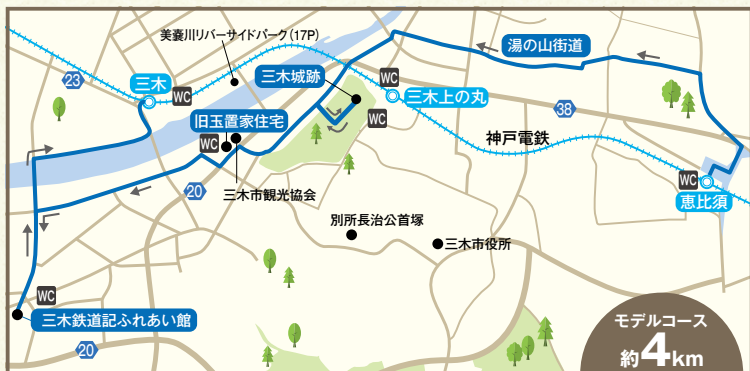 美嚢川リバーサイドパーク(17P)
湯の山街道
23
三木
WC
三木城跡
WC
三木上の丸
WC
38
旧玉置家住宅
WC
神戸電鉄
三木市観光協会
20
WC
恵比須
別所長治公首塚
三木市役所
WC
三木鉄道記ふれあい館
20
モデルコース
約4km